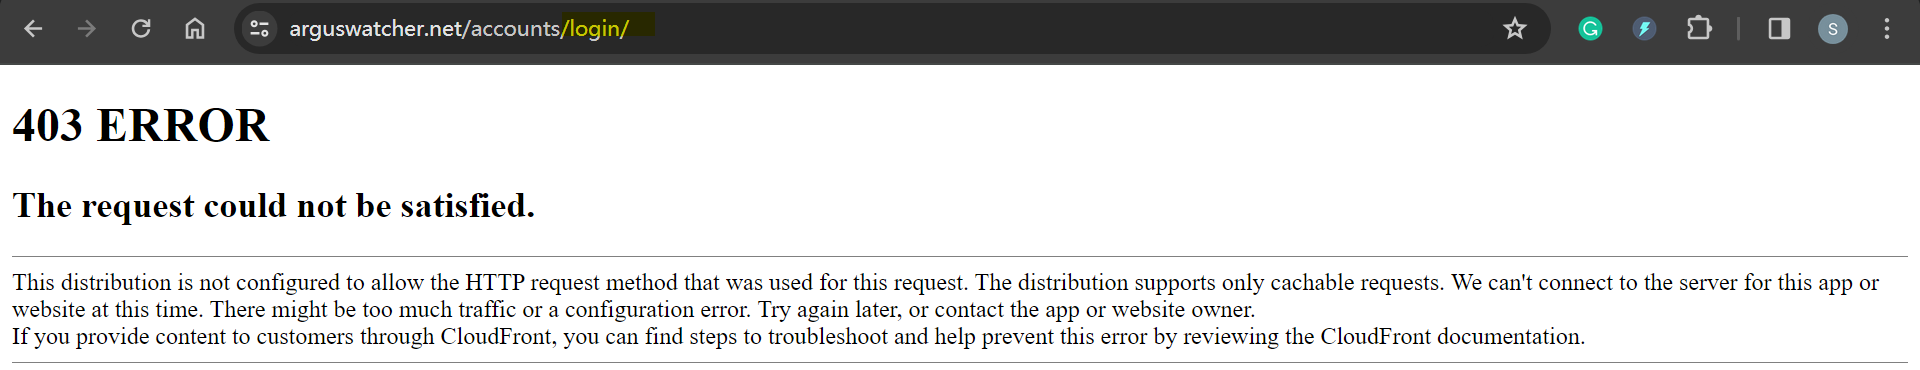 arguswatcher.net/accounts/login/
G
S
403 ERROR
The request could not be satisfied.
This distribution is not configured to allow the HTTP request method that was used for this request. The distribution supports only cachable requests. We can't connect to the server for this app or
website at this time. There might be too much traffic or a configuration error. Try again later, or contact the app or website owner.
If you provide content to customers through CloudFront, you can find steps to troubleshoot and help prevent this error by reviewing the CloudFront documentation.